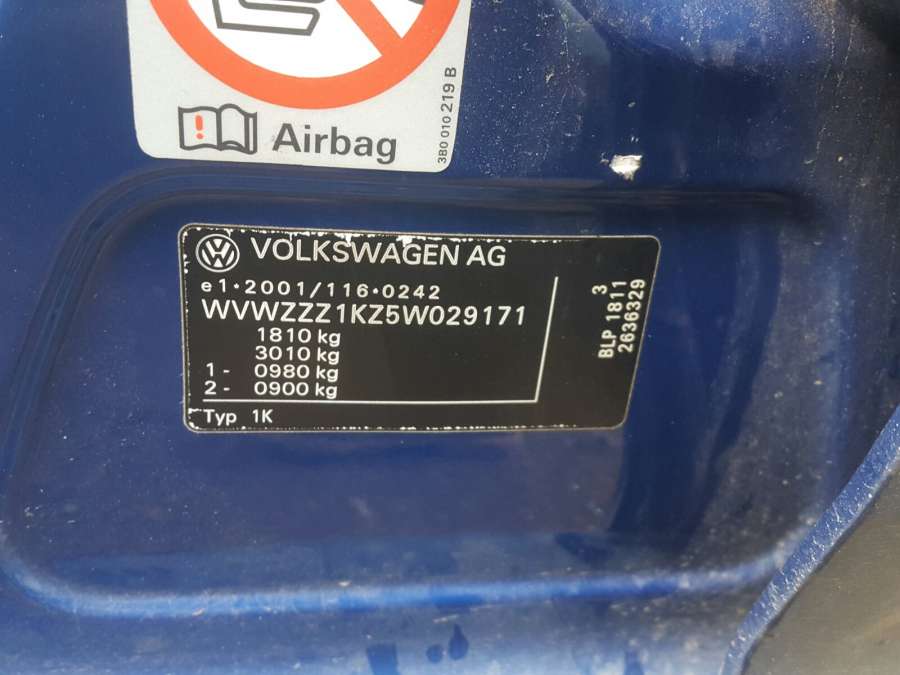 Airbag
3B0 010 219 B
VOLKSWAGEN AG
e1*2001/116*0242
WVWZZZ1KZ5W029171
1810 kg
3010 kg
1 - 0980 kg
2 - 0900 kg
Typ 1K
3
BLP 1811
2636329